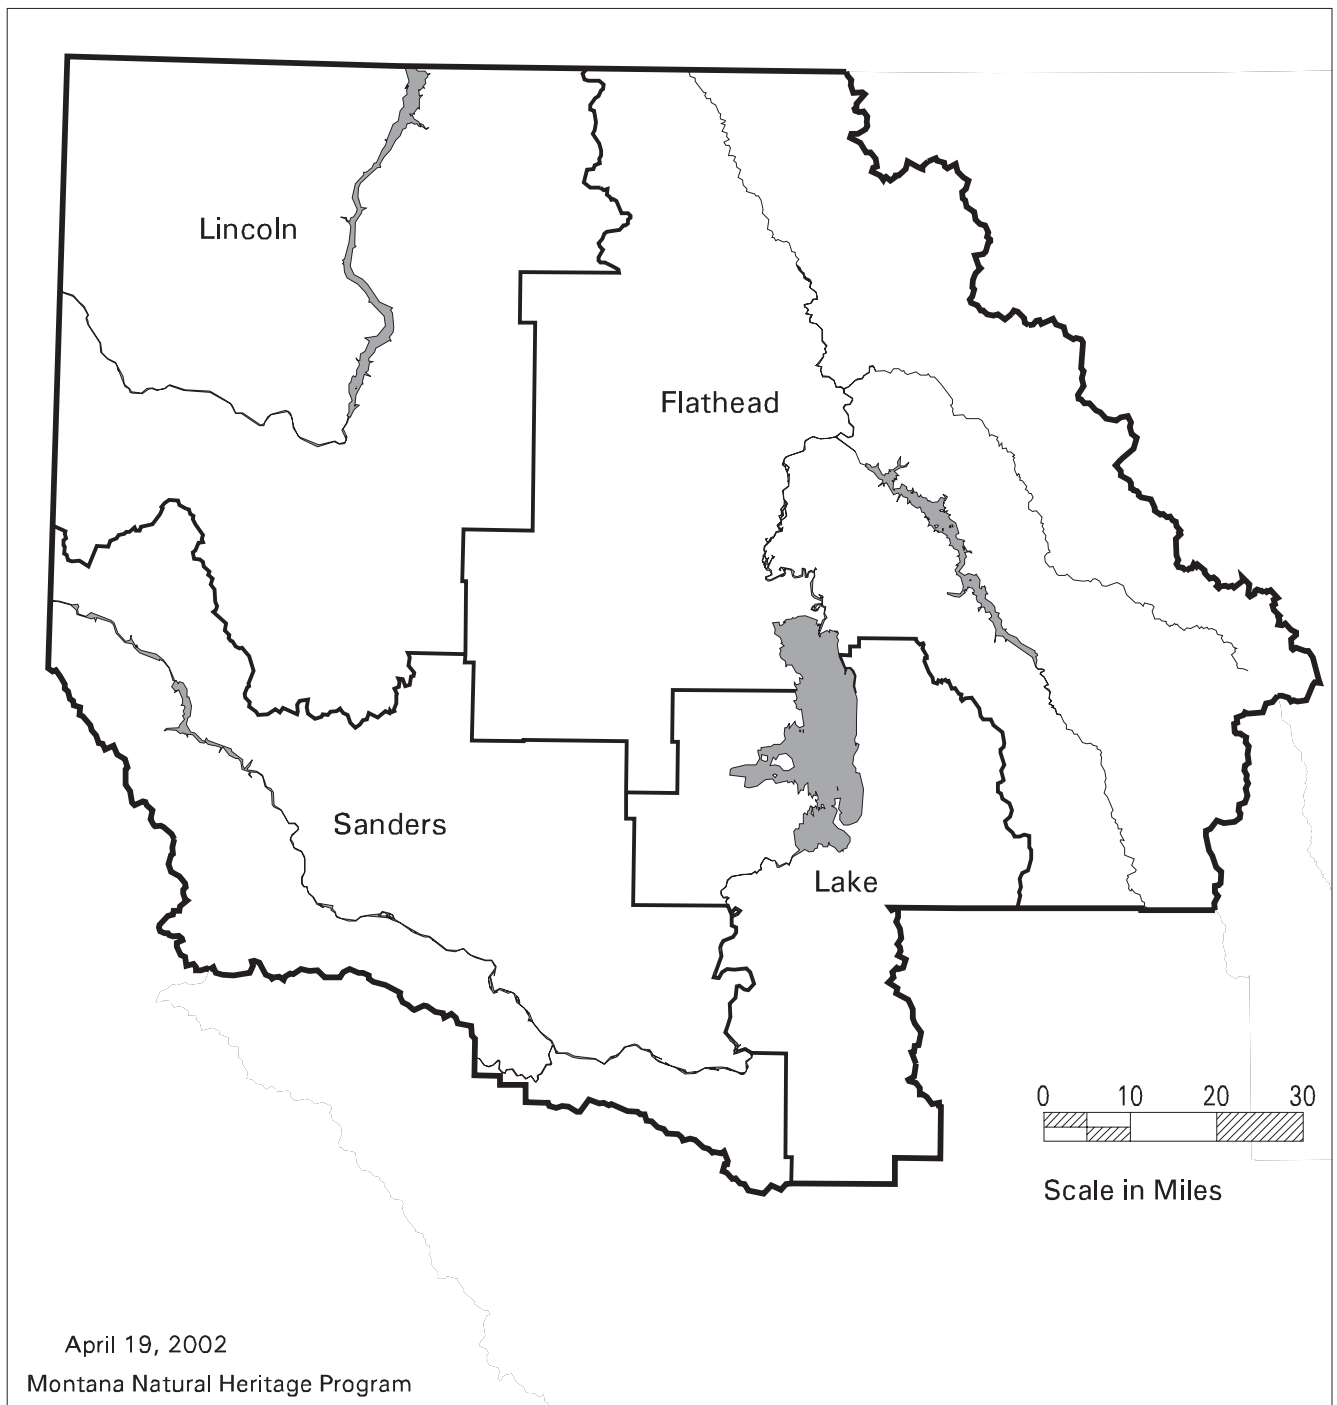 Lincoln
Flathead
Sanders
Lake
0 10 20 30
Scale in Miles
April 19, 2002
Montana Natural Heritage Program